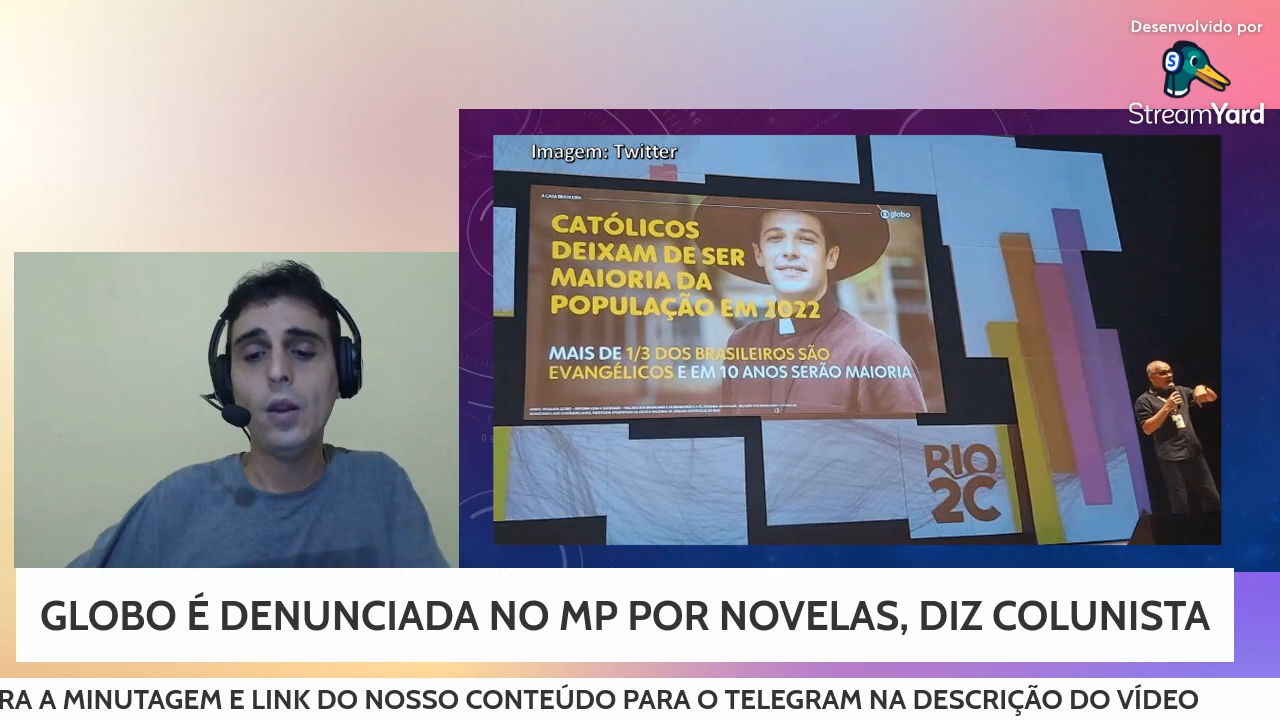 Desenvolvido por
StreamYard
Imagem: Twitter
A CASA BRASILEIRA
globo
CATÓLICOS
DEIXAM DE SER
MAIORIA DA
POPULAÇÃO EM 2022
MAIS DE 1/3 DOS BRASILEIROS SÃO
EVANGÉLICOS E EM 10 ANOS SERÃO MAIORIA
RIO
2C
GLOBO É DENUNCIADA NO MP POR NOVELAS, DIZ COLUNISTA
RA A MINUTAGEM E LINK DO NOSSO CONTEÚDO PARA O TELEGRAM NA DESCRIÇÃO DO VÍDEO